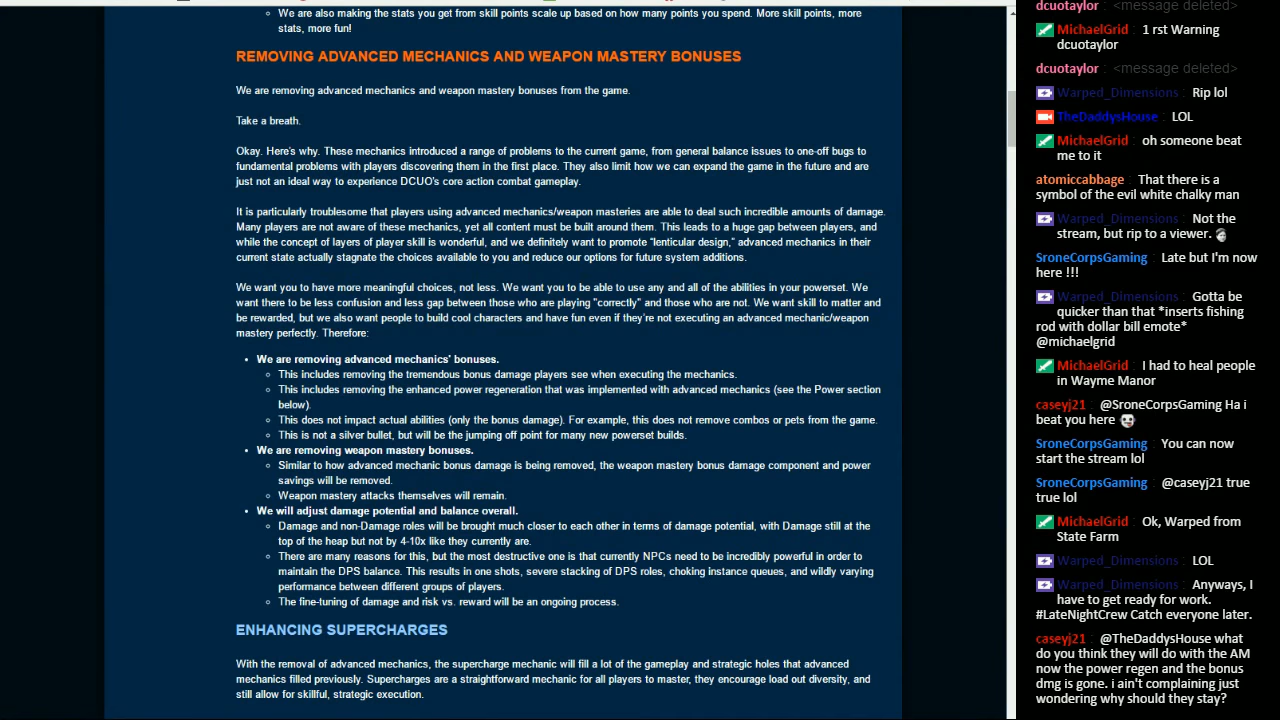 We are also making the stats you get from skill points scale up based on how many points you spend. More skill points, more
stats, more fun!
REMOVING ADVANCED MECHANICS AND WEAPON MASTERY BONUSES
We are removing advanced mechanics and weapon mastery bonuses from the game.
Take a breath.
Okay. Here's why. These mechanics introduced a range of problems to the current game, from general balance issues to one-off bugs to
fundamental problems with players discovering them in the first place. They also limit how we can expand the game in the future and are
just not an ideal way to experience DCUO's core action combat gameplay.
It is particularly troublesome that players using advanced mechanics/weapon masteries are able to deal such incredible amounts of damage.
Many players are not aware of these mechanics, yet all content must be built around them. This leads to a huge gap between players, and
while the concept of layers of player skill is wonderful, and we definitely want to promote "lenticular design," advanced mechanics in their
current state actually stagnate the choices available to you and reduce our options for future system additions.
We want you to have more meaningful choices, not less. We want you to be able to use any and all of the abilities in your powerset. We
want there to be less confusion and less gap between those who are playing "correctly" and those who are not. We want skill to matter and
be rewarded, but we also want people to build cool characters and have fun even if they're not executing an advanced mechanic/weapon
mastery perfectly. Therefore:
We are removing advanced mechanics' bonuses.
This includes removing the tremendous bonus damage players see when executing the mechanics.
This includes removing the enhanced power regeneration that was implemented with advanced mechanics (see the Power section
below).
This does not impact actual abilities (only the bonus damage). For example, this does not remove combos or pets from the game.
This is not a silver bullet, but will be the jumping off point for many new powerset builds.
We are removing weapon mastery bonuses.
Similar to how advanced mechanic bonus damage is being removed, the weapon mastery bonus damage component and power
savings will be removed.
Weapon mastery attacks themselves will remain.
We will adjust damage potential and balance overall.
Damage and non-Damage roles will be brought much closer to each other in terms of damage potential, with Damage still at the
top of the heap but not by 4-10x like they currently are.
There are many reasons for this, but the most destructive one is that currently NPCs need to be incredibly powerful in order to
maintain the DPS balance. This results in one shots, severe stacking of DPS roles, choking instance queues, and wildly varying
performance between different groups of players.
The fine-tuning of damage and risk vs. reward will be an ongoing process.
ENHANCING SUPERCHARGES
With the removal of advanced mechanics, the supercharge mechanic will fill a lot of the gameplay and strategic holes that advanced
mechanics filled previously. Supercharges are a straightforward mechanic for all players to master, they encourage load out diversity, and
still allow for skillful, strategic execution.
dcuotaylor : <message deleted>
MichaelGrid : 1 rst Warning
dcuotaylor
dcuotaylor : <message deleted>
Warped_Dimensions : Rip lol
TheDaddysHouse : LOL
MichaelGrid : oh someone beat
me to it
atomiccabbage : That there is a
symbol of the evil white chalky man
Warped_Dimensions : Not the
stream, but rip to a viewer.
SroneCorpsGaming : Late but I'm now
here !!!
Warped_Dimensions : Gotta be
quicker than that *inserts fishing
rod with dollar bill emote*
@michaelgrid
MichaelGrid : I had to heal people
in Wayme Manor
caseyj21 : @SroneCorpsGaming Ha i
beat you here
SroneCorpsGaming : You can now
start the stream lol
SroneCorpsGaming : @caseyj21 true
true lol
MichaelGrid : Ok, Warped from
State Farm
Warped_Dimensions : LOL
Warped_Dimensions : Anyways, I
have to get ready for work.
#LateNightCrew Catch everyone later.
caseyj21 : @TheDaddysHouse what
do you think they will do with the AM
now the power regen and the bonus
dmg is gone. i ain't complaining just
wondering why should they stay?